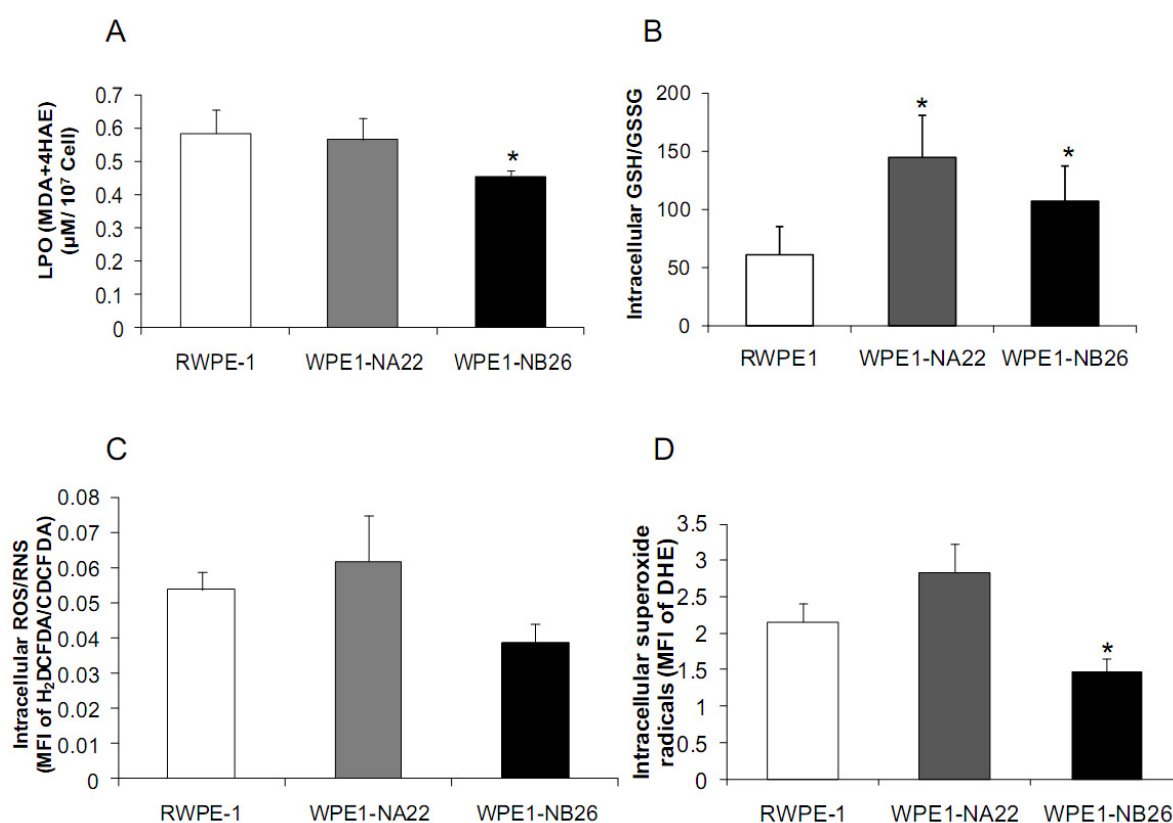 A
LPO (MDA+4HAE)
(µM/ 10⁷ Cell)
0.7
0.6
0.5
0.4
0.3
0.2
0.1
0
*
RWPE-1 WPE1-NA22 WPE1-NB26
B
Intracellular GSH/GSSG
200
150
100
50
0
* *
RWPE1 WPE1-NA22 WPE1-NB26
C
Intracellular ROS/RNS
(MFI of H₂DCFDA/CDCFDA)
0.08
0.07
0.06
0.05
0.04
0.03
0.02
0.01
0
RWPE-1 WPE1-NA22 WPE1-NB26
D
Intracellular superoxide
radicals (MFI of DHE)
3.5
3
2.5
2
1.5
1
0.5
0
*
RWPE-1 WPE1-NA22 WPE1-NB26